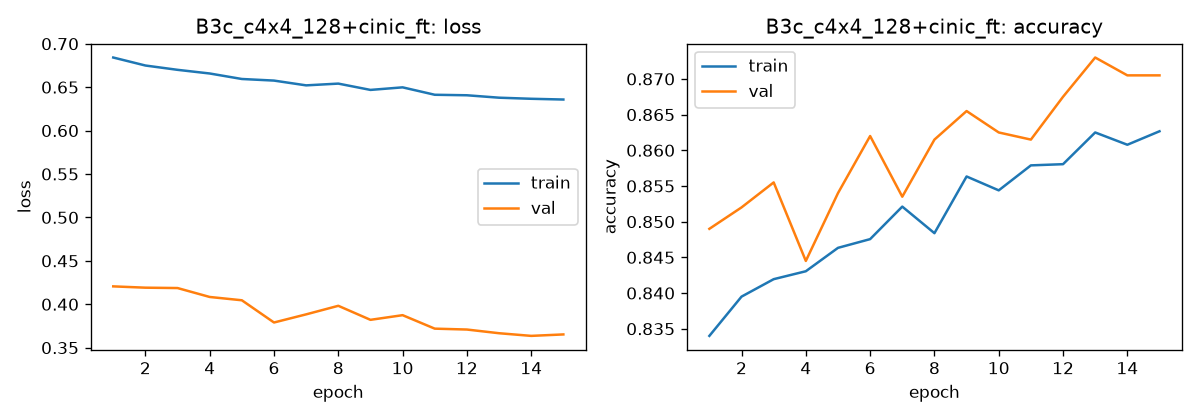 B3c_c4x4_128+cinic_ft: loss
0.70
0.65
0.60
0.55
0.50
0.45
0.40
0.35
loss
train
val
2 4 6 8 10 12 14
epoch
B3c_c4x4_128+cinic_ft: accuracy
train
val
0.870
0.865
0.860
0.855
0.850
0.845
0.840
0.835
accuracy
2 4 6 8 10 12 14
epoch